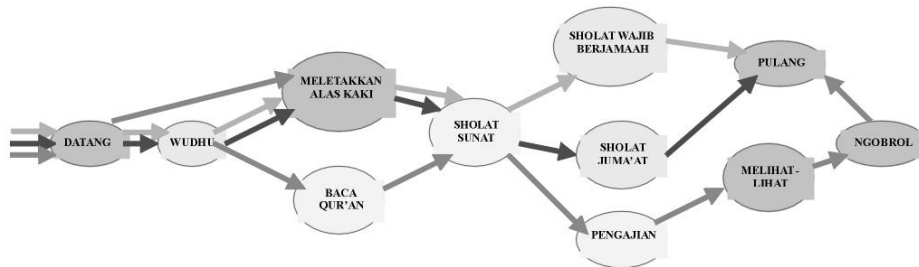 DATANG
WUDHU
MELETAKKAN
ALAS KAKI
BACA
QUR'AN
SHOLAT
SUNAT
SHOLAT WAJIB
BERJAMAAH
SHOLAT
JUMA'AT
PENGAJIAN
MELIHAT-
LIHAT
NGOBROL
PULANG